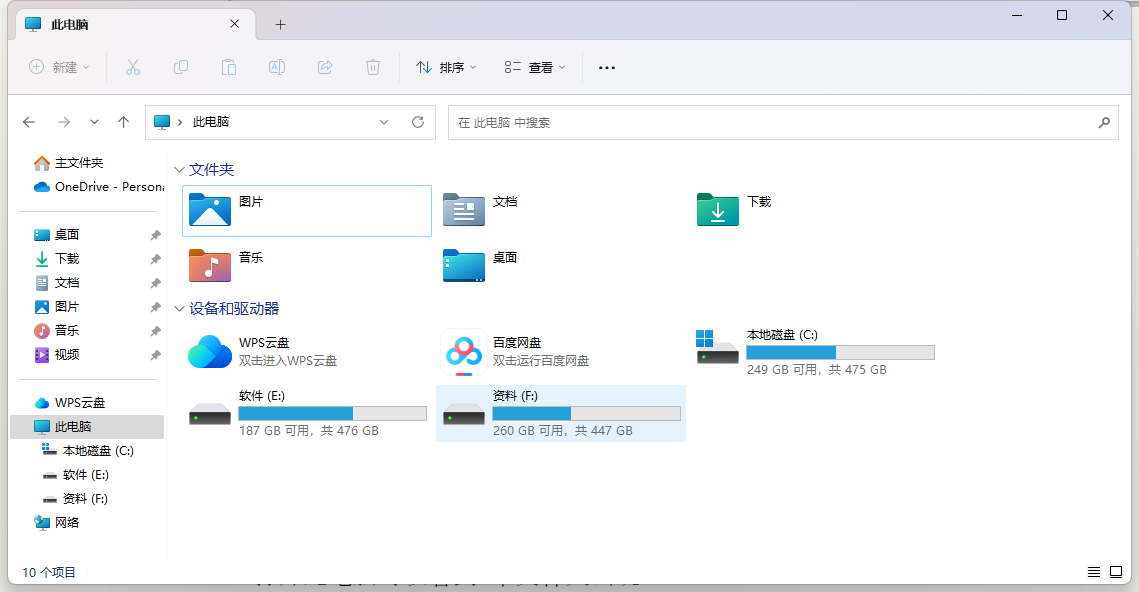 此电脑
新建
排序
查看
此电脑
在 此电脑 中搜索
主文件夹
OneDrive - Persona
桌面
下载
文档
图片
音乐
视频
WPS云盘
此电脑
本地磁盘 (C:)
软件 (E:)
资料 (F:)
网络
文件夹
图片
文档
下载
音乐
桌面
设备和驱动器
WPS云盘
双击进入WPS云盘
百度网盘
双击运行百度网盘
本地磁盘 (C:)
249 GB 可用，共 475 GB
软件 (E:)
187 GB 可用，共 476 GB
资料 (F:)
260 GB 可用，共 447 GB
10 个项目